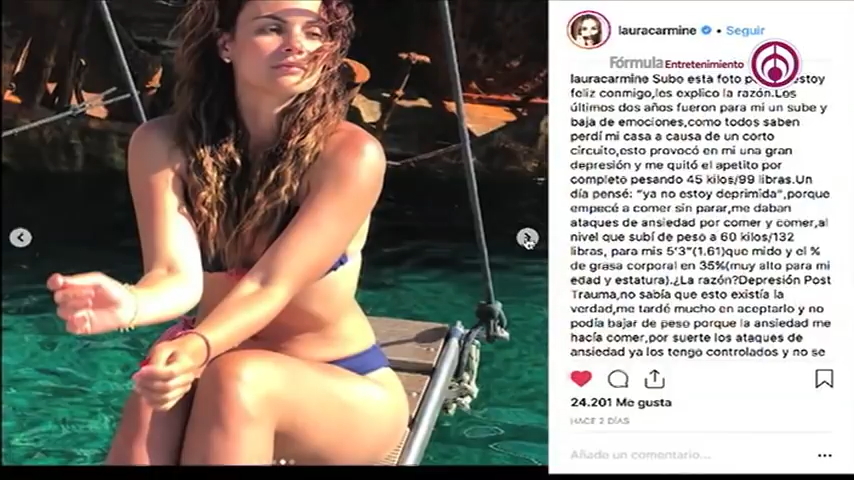 lauracarmine • Seguir
Fórmula Entretenimiento
lauracarmine Subo esta foto estoy
feliz conmigo,les explico la razón.Los
últimos dos años fueron para mi un sube y
baja de emociones,como todos saben
perdí mi casa a causa de un corto
circuito,esto provocó en mi una gran
depresión y me quitó el apetito por
completo pesando 45 kilos/99 libras.Un
día pensé: "ya no estoy deprimida",porque
empecé a comer sin parar,me daban
ataques de ansiedad por comer y comer,al
nivel que subí de peso a 60 kilos/132
libras, para mis 5'3"(1.61)que mido y el %
de grasa corporal en 35%(muy alto para mi
edad y estatura).¿La razón?Depresión Post
Trauma,no sabía que esto existía la
verdad,me tardé mucho en aceptarlo y no
podía bajar de peso porque la ansiedad me
hacía comer,por suerte los ataques de
ansiedad ya los tengo controlados y no se
24.201 Me gusta
HACE 2 DÍAS
Añade un comentario...